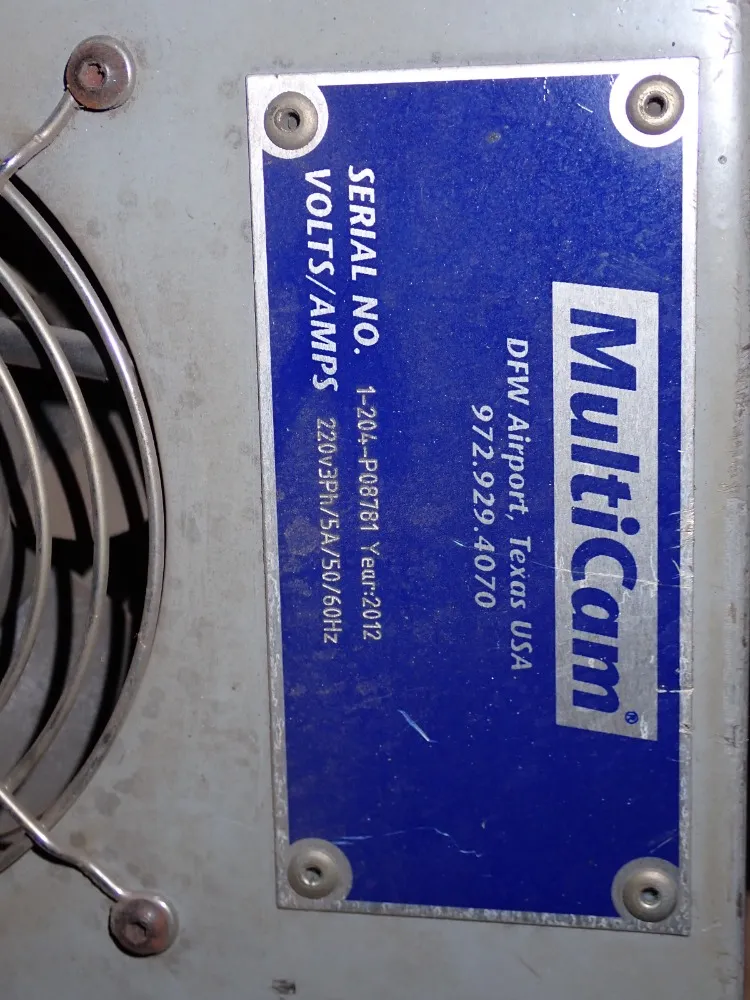 MultiCam®
DFW Airport, Texas USA
972.929.4070
SERIAL NO. 1-204-P08781 Year:2012
VOLTS/AMPS 220v3Ph/5A/50/60Hz